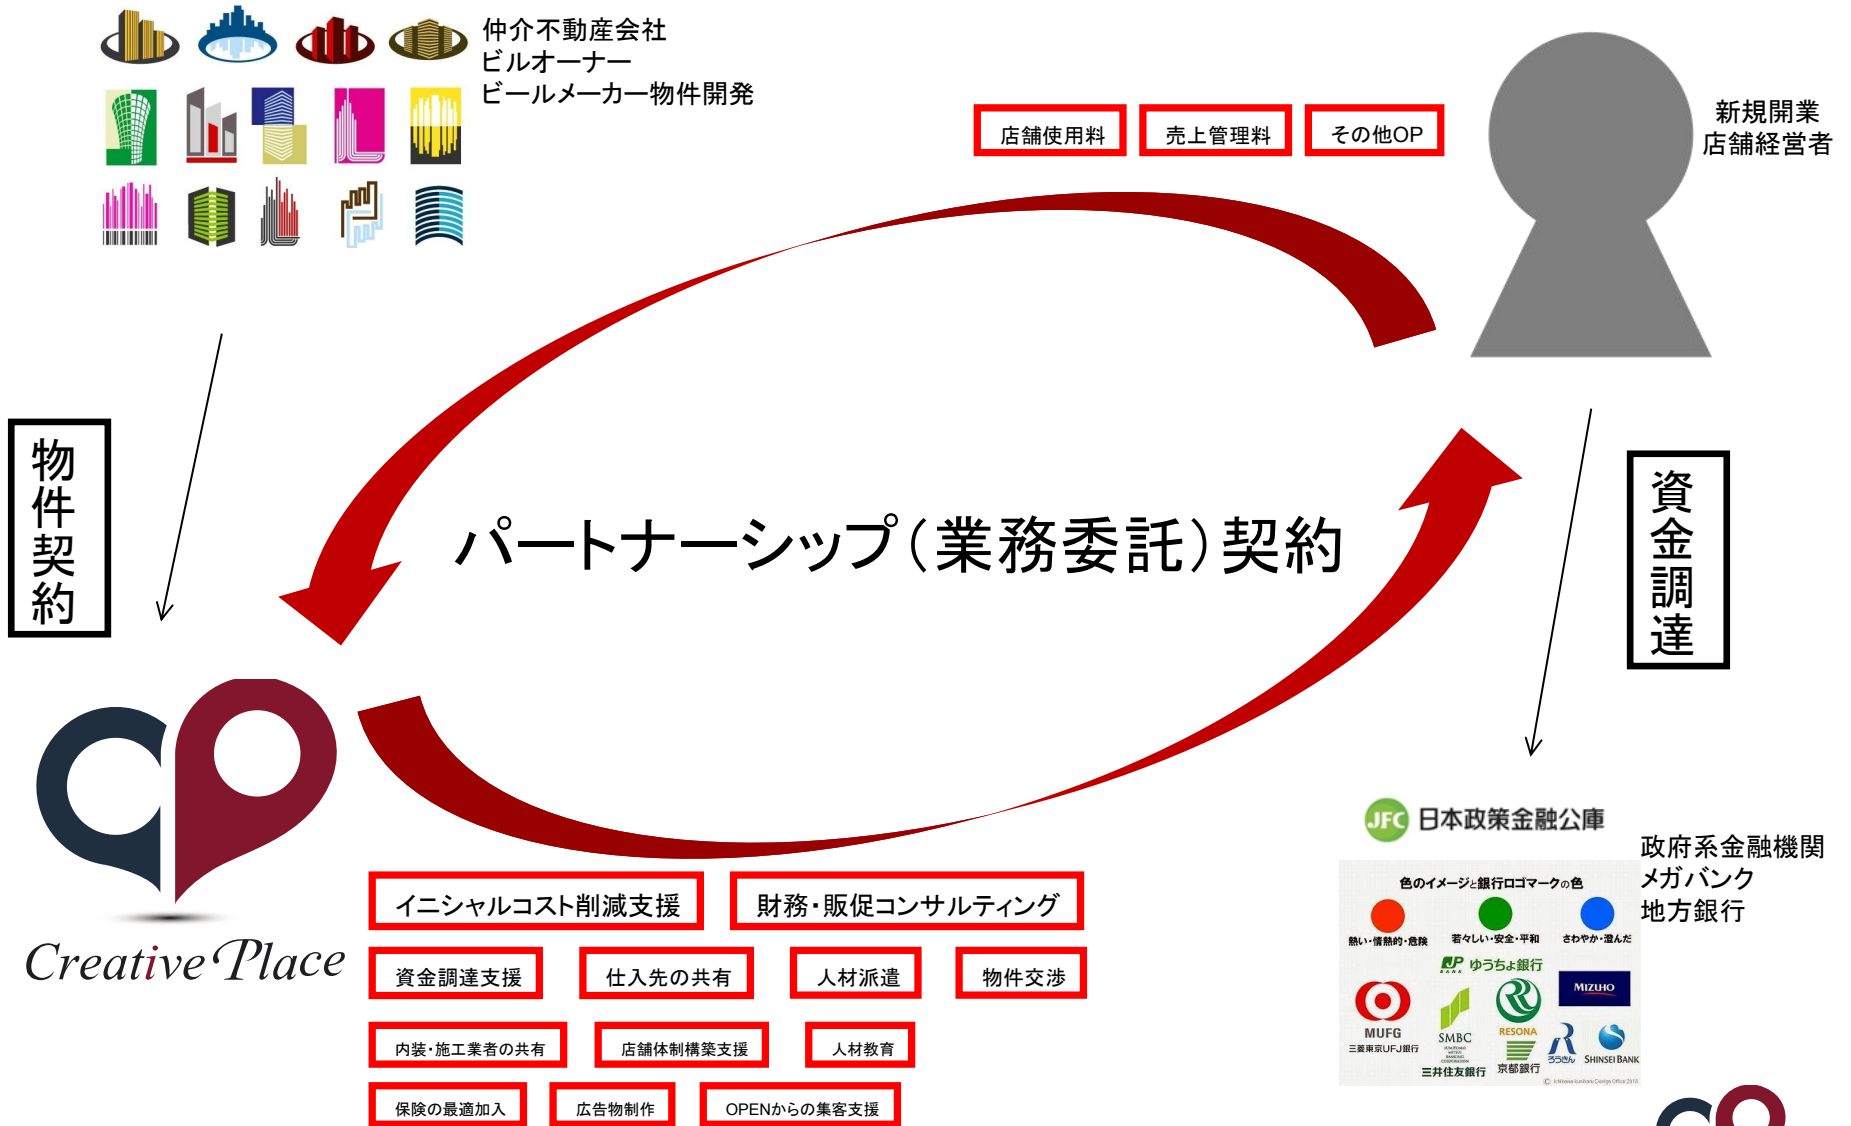 仲介不動産会社
ビルオーナー
ビールメーカー物件開発
店舗使用料
売上管理料
その他OP
新規開業
店舗経営者
物件契約
パートナーシップ（業務委託）契約
資金調達
Creative Place
イニシャルコスト削減支援
財務・販促コンサルティング
資金調達支援
仕入先の共有
人材派遣
物件交渉
内装・施工業者の共有
店舗体制構築支援
人材教育
保険の最適加入
広告物制作
OPENからの集客支援
JFC 日本政策金融公庫
政府系金融機関
メガバンク
地方銀行
色のイメージと銀行ロゴマークの色
熱い・情熱的・危険
若々しい・安全・平和
さわやか・澄んだ
JP BANK ゆうちょ銀行
MUFG
三菱東京UFJ銀行
SMBC
三井住友銀行
RESONA
京都銀行
MIZUHO
ろうきん
SHINSEI BANK